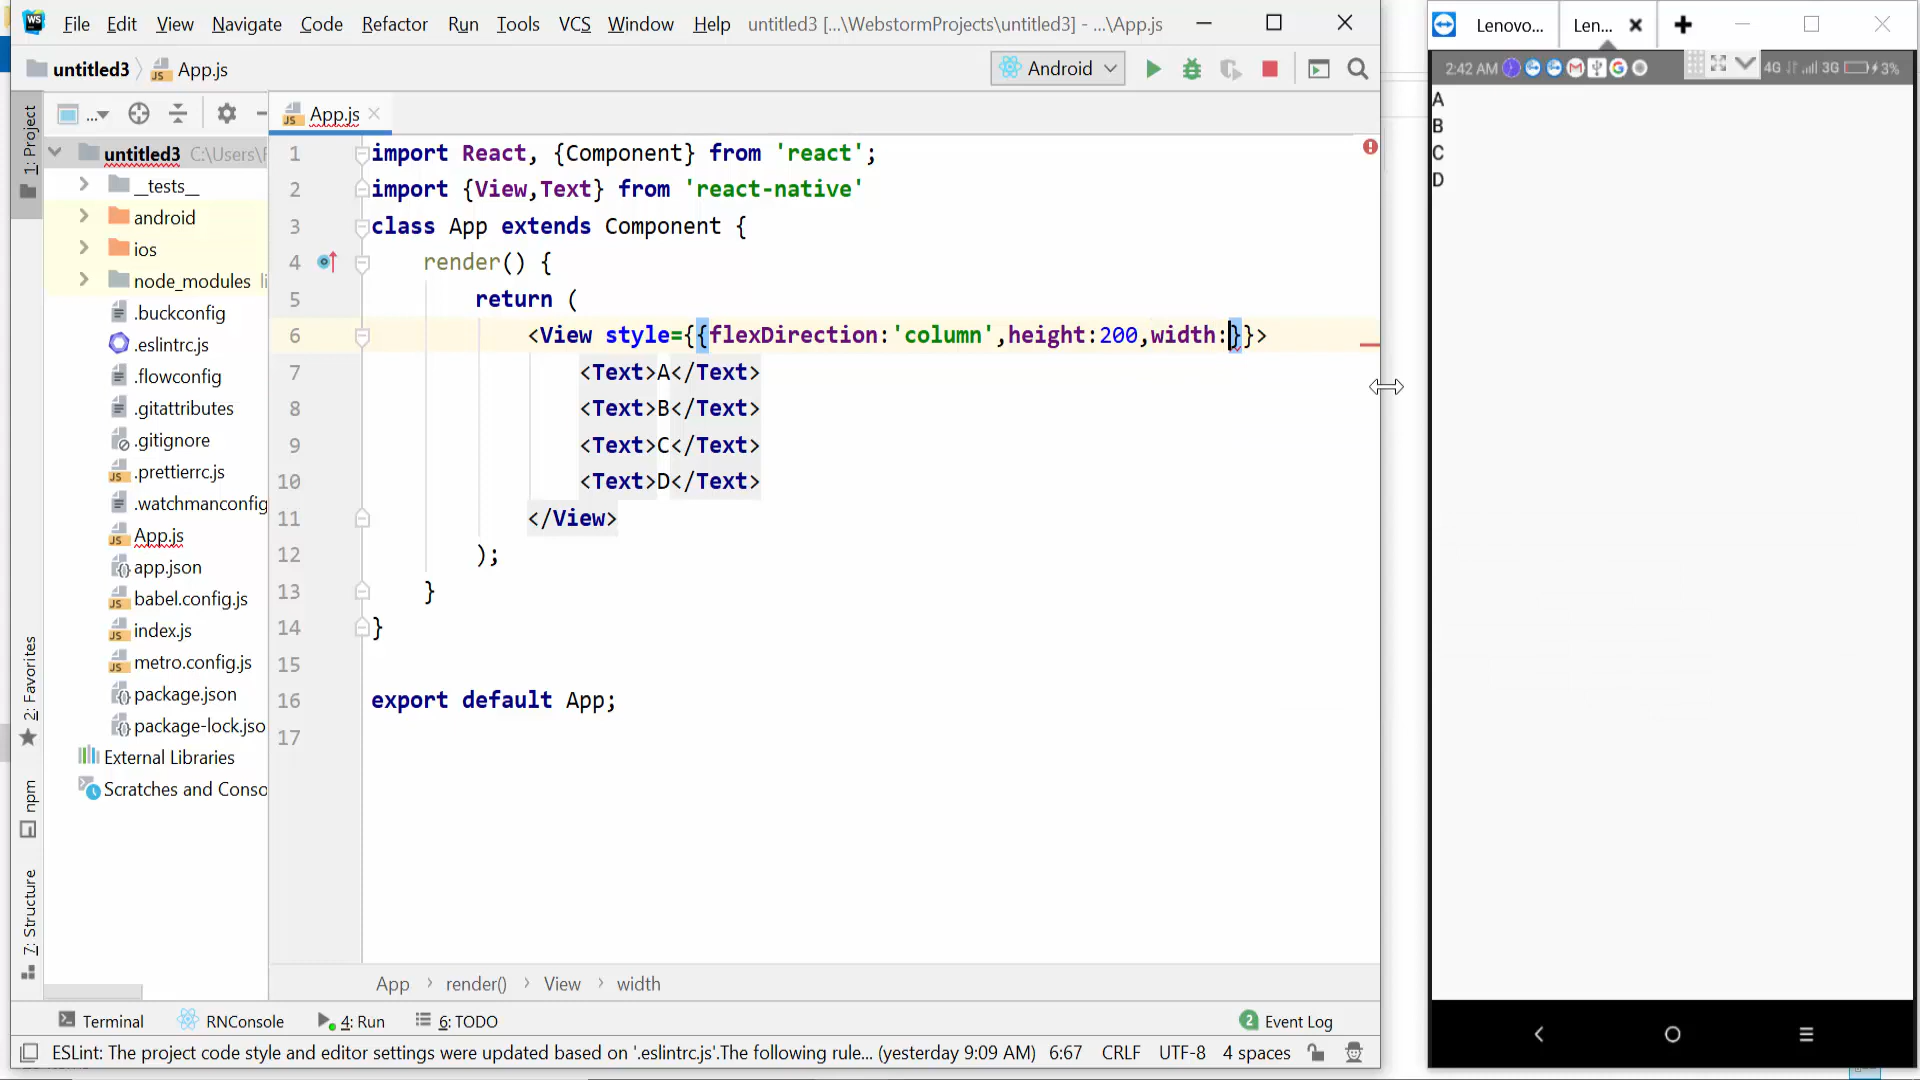 File Edit View Navigate Code Refactor Run Tools VCS Window Help untitled3 [...\WebstormProjects\untitled3] - ...\App.js
untitled3 App.js
Android
1: Project
...
App.js
untitled3 C:\Users\
__tests__
android
ios
node_modules
.buckconfig
.eslintrc.js
.flowconfig
.gitattributes
.gitignore
.prettierrc.js
.watchmanconfig
App.js
app.json
babel.config.js
index.js
metro.config.js
package.json
package-lock.jso
External Libraries
Scratches and Conso
2: Favorites
npm
7: Structure
1 import React, {Component} from 'react';
2 import {View,Text} from 'react-native'
3 class App extends Component {
4 render() {
5 return (
6 <View style={{flexDirection:'column',height:200,width:}}>
7 <Text>A</Text>
8 <Text>B</Text>
9 <Text>C</Text>
10 <Text>D</Text>
11 </View>
12 );
13 }
14 }
15
16 export default App;
17
App › render() › View › width
Terminal RNConsole 4: Run 6: TODO 2 Event Log
ESLint: The project code style and editor settings were updated based on '.eslintrc.js'.The following rule... (yesterday 9:09 AM) 6:67 CRLF UTF-8 4 spaces
Lenovo... Len...
2:42 AM 4G 3G 3%
A
B
C
D